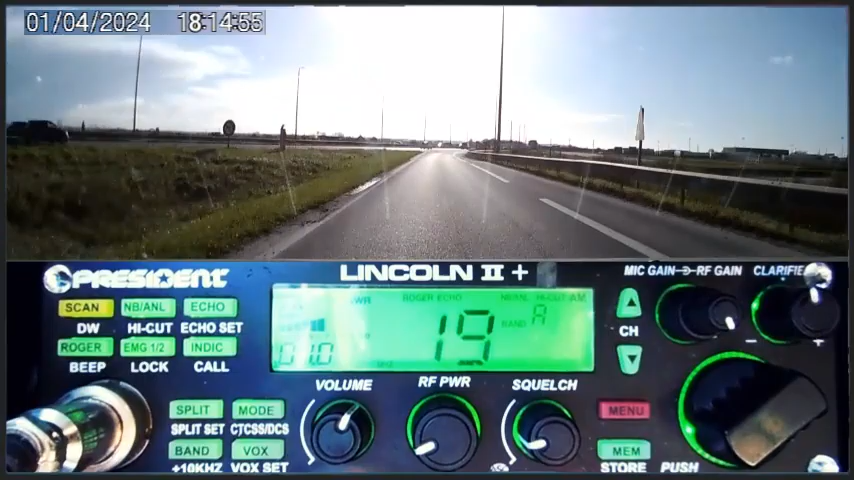 01/04/2024 18:14:55
PRESIDENT
LINCOLN II +
MIC GAIN RF GAIN CLARIFIE
SCAN NB/ANL ECHO
DW HI-CUT ECHO SET
ROGER EMG 1/2 INDIC
BEEP LOCK CALL
ROGER ECHO NB/ANL HI-CUT AM
BAND A
19
CH
VOLUME RF PWR SQUELCH
SPLIT MODE
SPLIT SET CTCSS/DCS
BAND VOX
+10KHZ VOX SET
MENU
MEM
STORE PUSH
- +